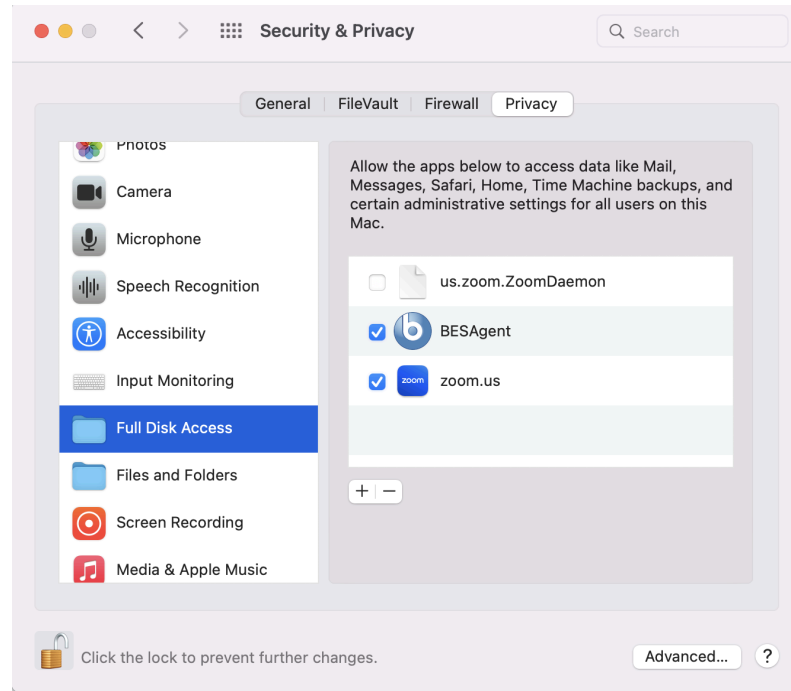 Security & Privacy
Search
General FileVault Firewall Privacy
Photos
Camera
Microphone
Speech Recognition
Accessibility
Input Monitoring
Full Disk Access
Files and Folders
Screen Recording
Media & Apple Music
Allow the apps below to access data like Mail,
Messages, Safari, Home, Time Machine backups, and
certain administrative settings for all users on this
Mac.
us.zoom.ZoomDaemon
b BESAgent
zoom zoom.us
+ −
Click the lock to prevent further changes.
Advanced... ?